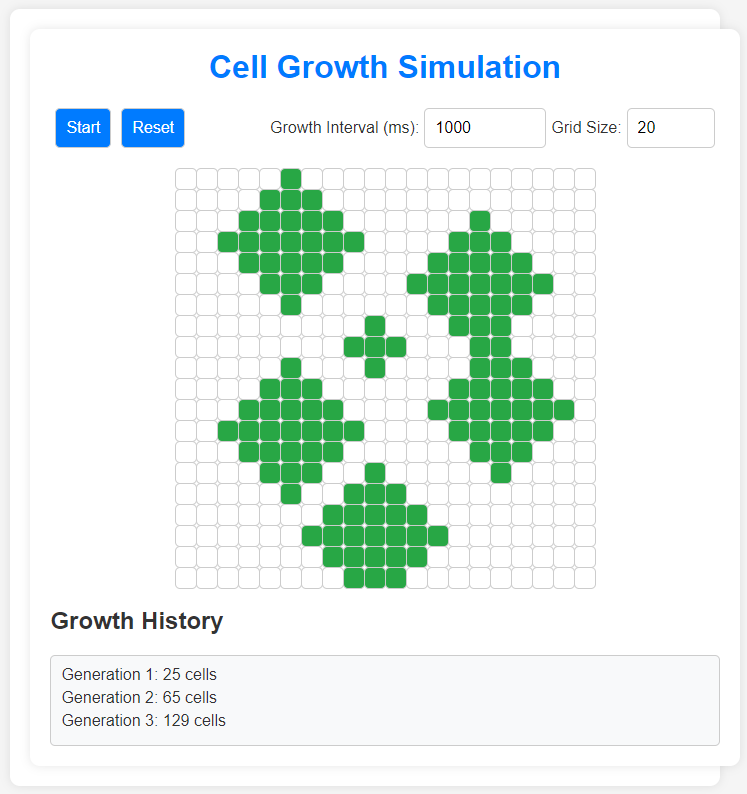 Cell Growth Simulation
Start Reset Growth Interval (ms): 1000 Grid Size: 20
Growth History
Generation 1: 25 cells
Generation 2: 65 cells
Generation 3: 129 cells